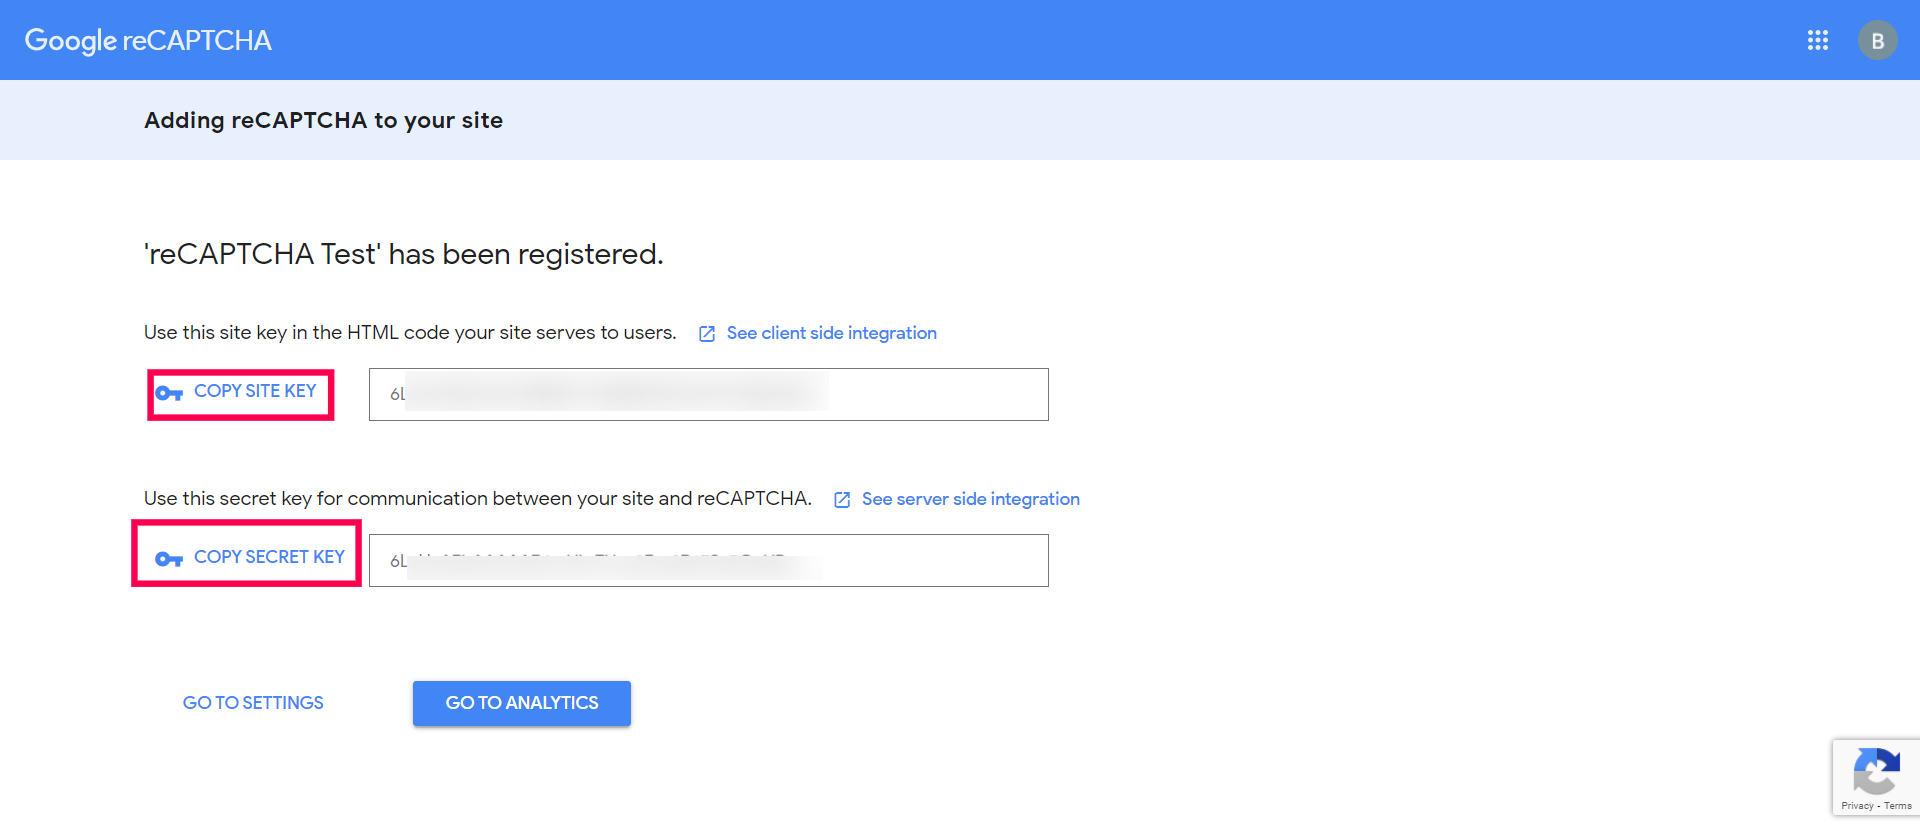 Google reCAPTCHA
B
Adding reCAPTCHA to your site
'reCAPTCHA Test' has been registered.
Use this site key in the HTML code your site serves to users. See client side integration
COPY SITE KEY 6L
Use this secret key for communication between your site and reCAPTCHA. See server side integration
COPY SECRET KEY 6L
GO TO SETTINGS GO TO ANALYTICS
Privacy - Terms